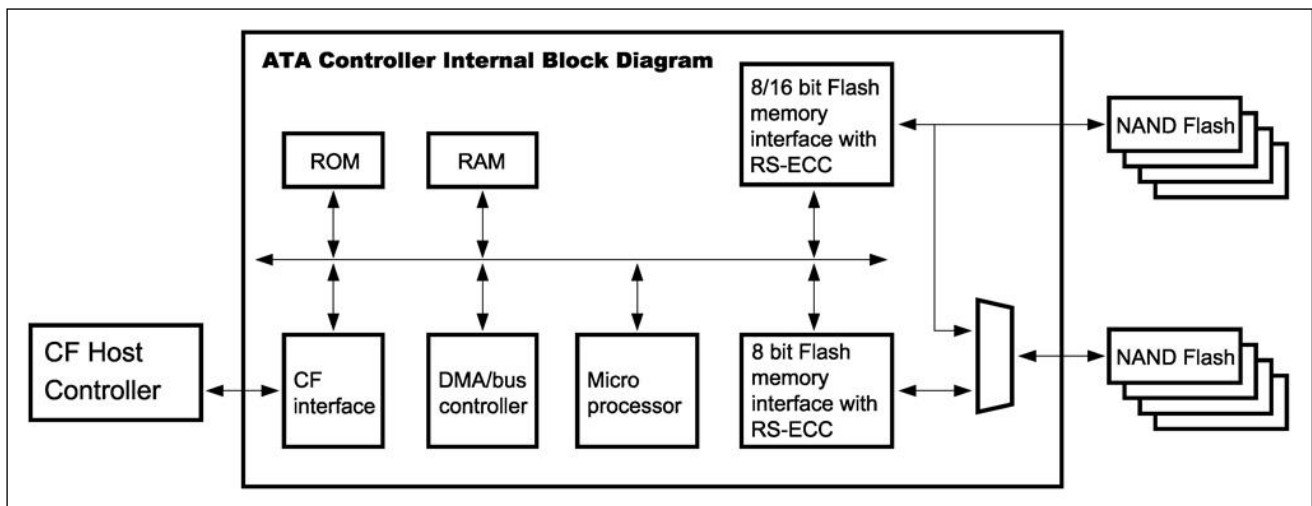 ATA Controller Internal Block Diagram
ROM
RAM
8/16 bit Flash
memory
interface with
RS-ECC
NAND Flash
CF Host
Controller
CF
interface
DMA/bus
controller
Micro
processor
8 bit Flash
memory
interface with
RS-ECC
NAND Flash